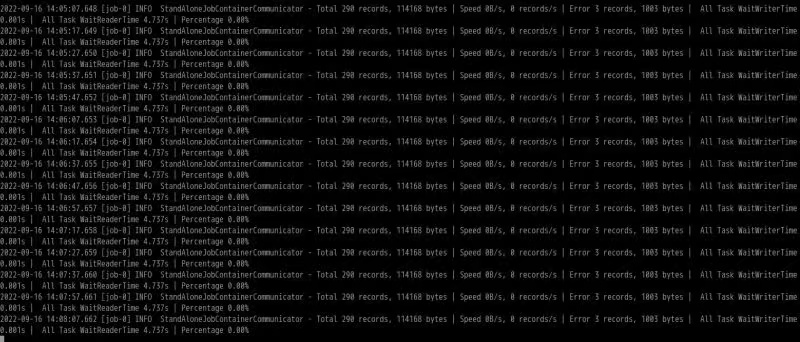 2022-09-16 14:05:07.648 [job-0] INFO  StandAloneJobContainerCommunicator - Total 290 records, 114168 bytes | Speed 0B/s, 0 records/s | Error 3 records, 1003 bytes |  All Task WaitWriterTime
0.001s |  All Task WaitReaderTime 4.737s | Percentage 0.00%
2022-09-16 14:05:17.649 [job-0] INFO  StandAloneJobContainerCommunicator - Total 290 records, 114168 bytes | Speed 0B/s, 0 records/s | Error 3 records, 1003 bytes |  All Task WaitWriterTime
0.001s |  All Task WaitReaderTime 4.737s | Percentage 0.00%
2022-09-16 14:05:27.650 [job-0] INFO  StandAloneJobContainerCommunicator - Total 290 records, 114168 bytes | Speed 0B/s, 0 records/s | Error 3 records, 1003 bytes |  All Task WaitWriterTime
0.001s |  All Task WaitReaderTime 4.737s | Percentage 0.00%
2022-09-16 14:05:37.651 [job-0] INFO  StandAloneJobContainerCommunicator - Total 290 records, 114168 bytes | Speed 0B/s, 0 records/s | Error 3 records, 1003 bytes |  All Task WaitWriterTime
0.001s |  All Task WaitReaderTime 4.737s | Percentage 0.00%
2022-09-16 14:05:47.652 [job-0] INFO  StandAloneJobContainerCommunicator - Total 290 records, 114168 bytes | Speed 0B/s, 0 records/s | Error 3 records, 1003 bytes |  All Task WaitWriterTime
0.001s |  All Task WaitReaderTime 4.737s | Percentage 0.00%
2022-09-16 14:06:07.653 [job-0] INFO  StandAloneJobContainerCommunicator - Total 290 records, 114168 bytes | Speed 0B/s, 0 records/s | Error 3 records, 1003 bytes |  All Task WaitWriterTime
0.001s |  All Task WaitReaderTime 4.737s | Percentage 0.00%
2022-09-16 14:06:17.654 [job-0] INFO  StandAloneJobContainerCommunicator - Total 290 records, 114168 bytes | Speed 0B/s, 0 records/s | Error 3 records, 1003 bytes |  All Task WaitWriterTime
0.001s |  All Task WaitReaderTime 4.737s | Percentage 0.00%
2022-09-16 14:06:37.655 [job-0] INFO  StandAloneJobContainerCommunicator - Total 290 records, 114168 bytes | Speed 0B/s, 0 records/s | Error 3 records, 1003 bytes |  All Task WaitWriterTime
0.001s |  All Task WaitReaderTime 4.737s | Percentage 0.00%
2022-09-16 14:06:47.656 [job-0] INFO  StandAloneJobContainerCommunicator - Total 290 records, 114168 bytes | Speed 0B/s, 0 records/s | Error 3 records, 1003 bytes |  All Task WaitWriterTime
0.001s |  All Task WaitReaderTime 4.737s | Percentage 0.00%
2022-09-16 14:06:57.657 [job-0] INFO  StandAloneJobContainerCommunicator - Total 290 records, 114168 bytes | Speed 0B/s, 0 records/s | Error 3 records, 1003 bytes |  All Task WaitWriterTime
0.001s |  All Task WaitReaderTime 4.737s | Percentage 0.00%
2022-09-16 14:07:17.658 [job-0] INFO  StandAloneJobContainerCommunicator - Total 290 records, 114168 bytes | Speed 0B/s, 0 records/s | Error 3 records, 1003 bytes |  All Task WaitWriterTime
0.001s |  All Task WaitReaderTime 4.737s | Percentage 0.00%
2022-09-16 14:07:27.659 [job-0] INFO  StandAloneJobContainerCommunicator - Total 290 records, 114168 bytes | Speed 0B/s, 0 records/s | Error 3 records, 1003 bytes |  All Task WaitWriterTime
0.001s |  All Task WaitReaderTime 4.737s | Percentage 0.00%
2022-09-16 14:07:37.660 [job-0] INFO  StandAloneJobContainerCommunicator - Total 290 records, 114168 bytes | Speed 0B/s, 0 records/s | Error 3 records, 1003 bytes |  All Task WaitWriterTime
0.001s |  All Task WaitReaderTime 4.737s | Percentage 0.00%
2022-09-16 14:07:57.661 [job-0] INFO  StandAloneJobContainerCommunicator - Total 290 records, 114168 bytes | Speed 0B/s, 0 records/s | Error 3 records, 1003 bytes |  All Task WaitWriterTime
0.001s |  All Task WaitReaderTime 4.737s | Percentage 0.00%
2022-09-16 14:08:07.662 [job-0] INFO  StandAloneJobContainerCommunicator - Total 290 records, 114168 bytes | Speed 0B/s, 0 records/s | Error 3 records, 1003 bytes |  All Task WaitWriterTime
0.001s |  All Task WaitReaderTime 4.737s | Percentage 0.00%